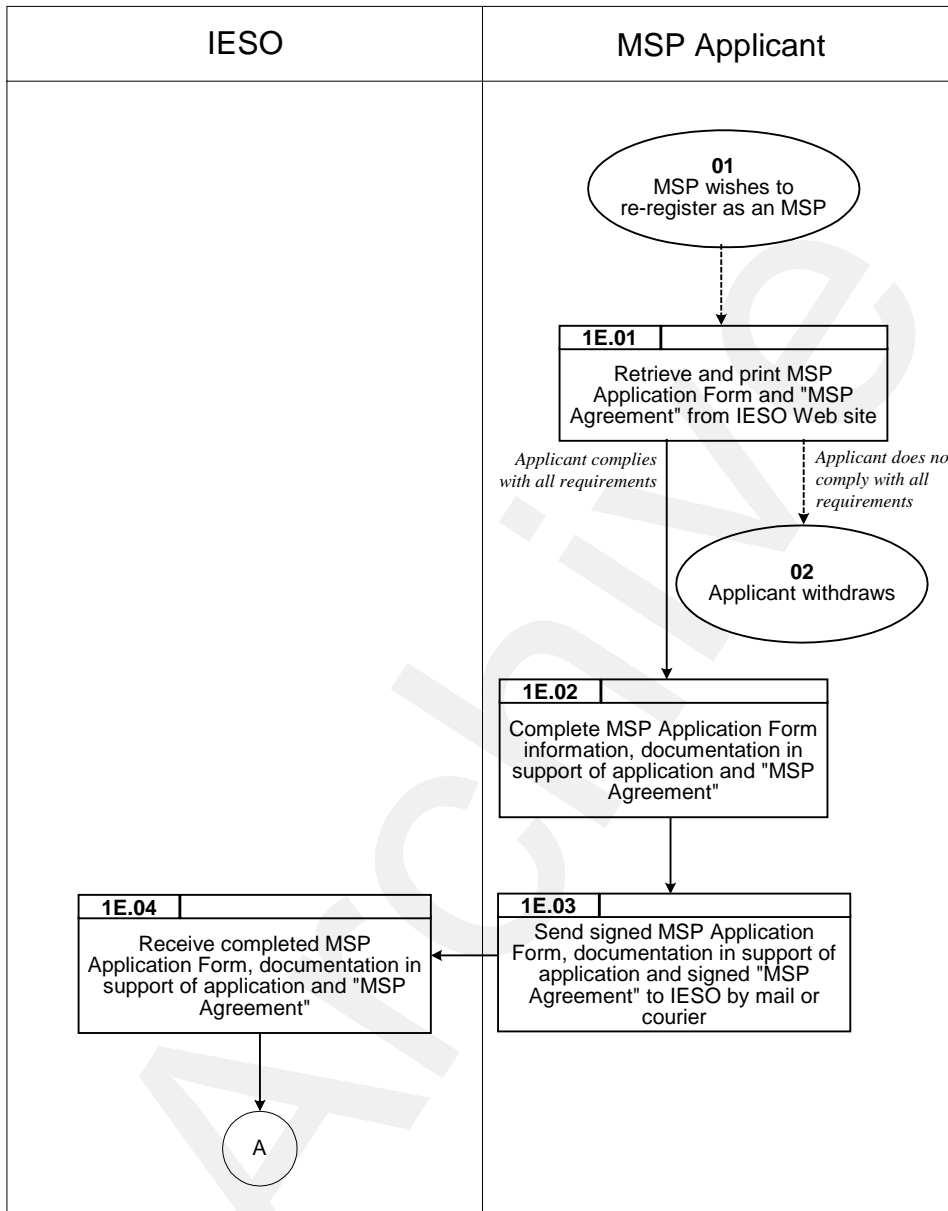 IESO
MSP Applicant
01
MSP wishes to
re-register as an MSP
1E.01
Retrieve and print MSP
Application Form and "MSP
Agreement" from IESO Web site
Applicant complies
with all requirements
Applicant does no
comply with all
requirements
02
Applicant withdraws
1E.02
Complete MSP Application Form
information, documentation in
support of application and "MSP
Agreement"
1E.03
Send signed MSP Application
Form, documentation in support of
application and signed "MSP
Agreement" to IESO by mail or
courier
1E.04
Receive completed MSP
Application Form, documentation in
support of application and "MSP
Agreement"
A
Archive